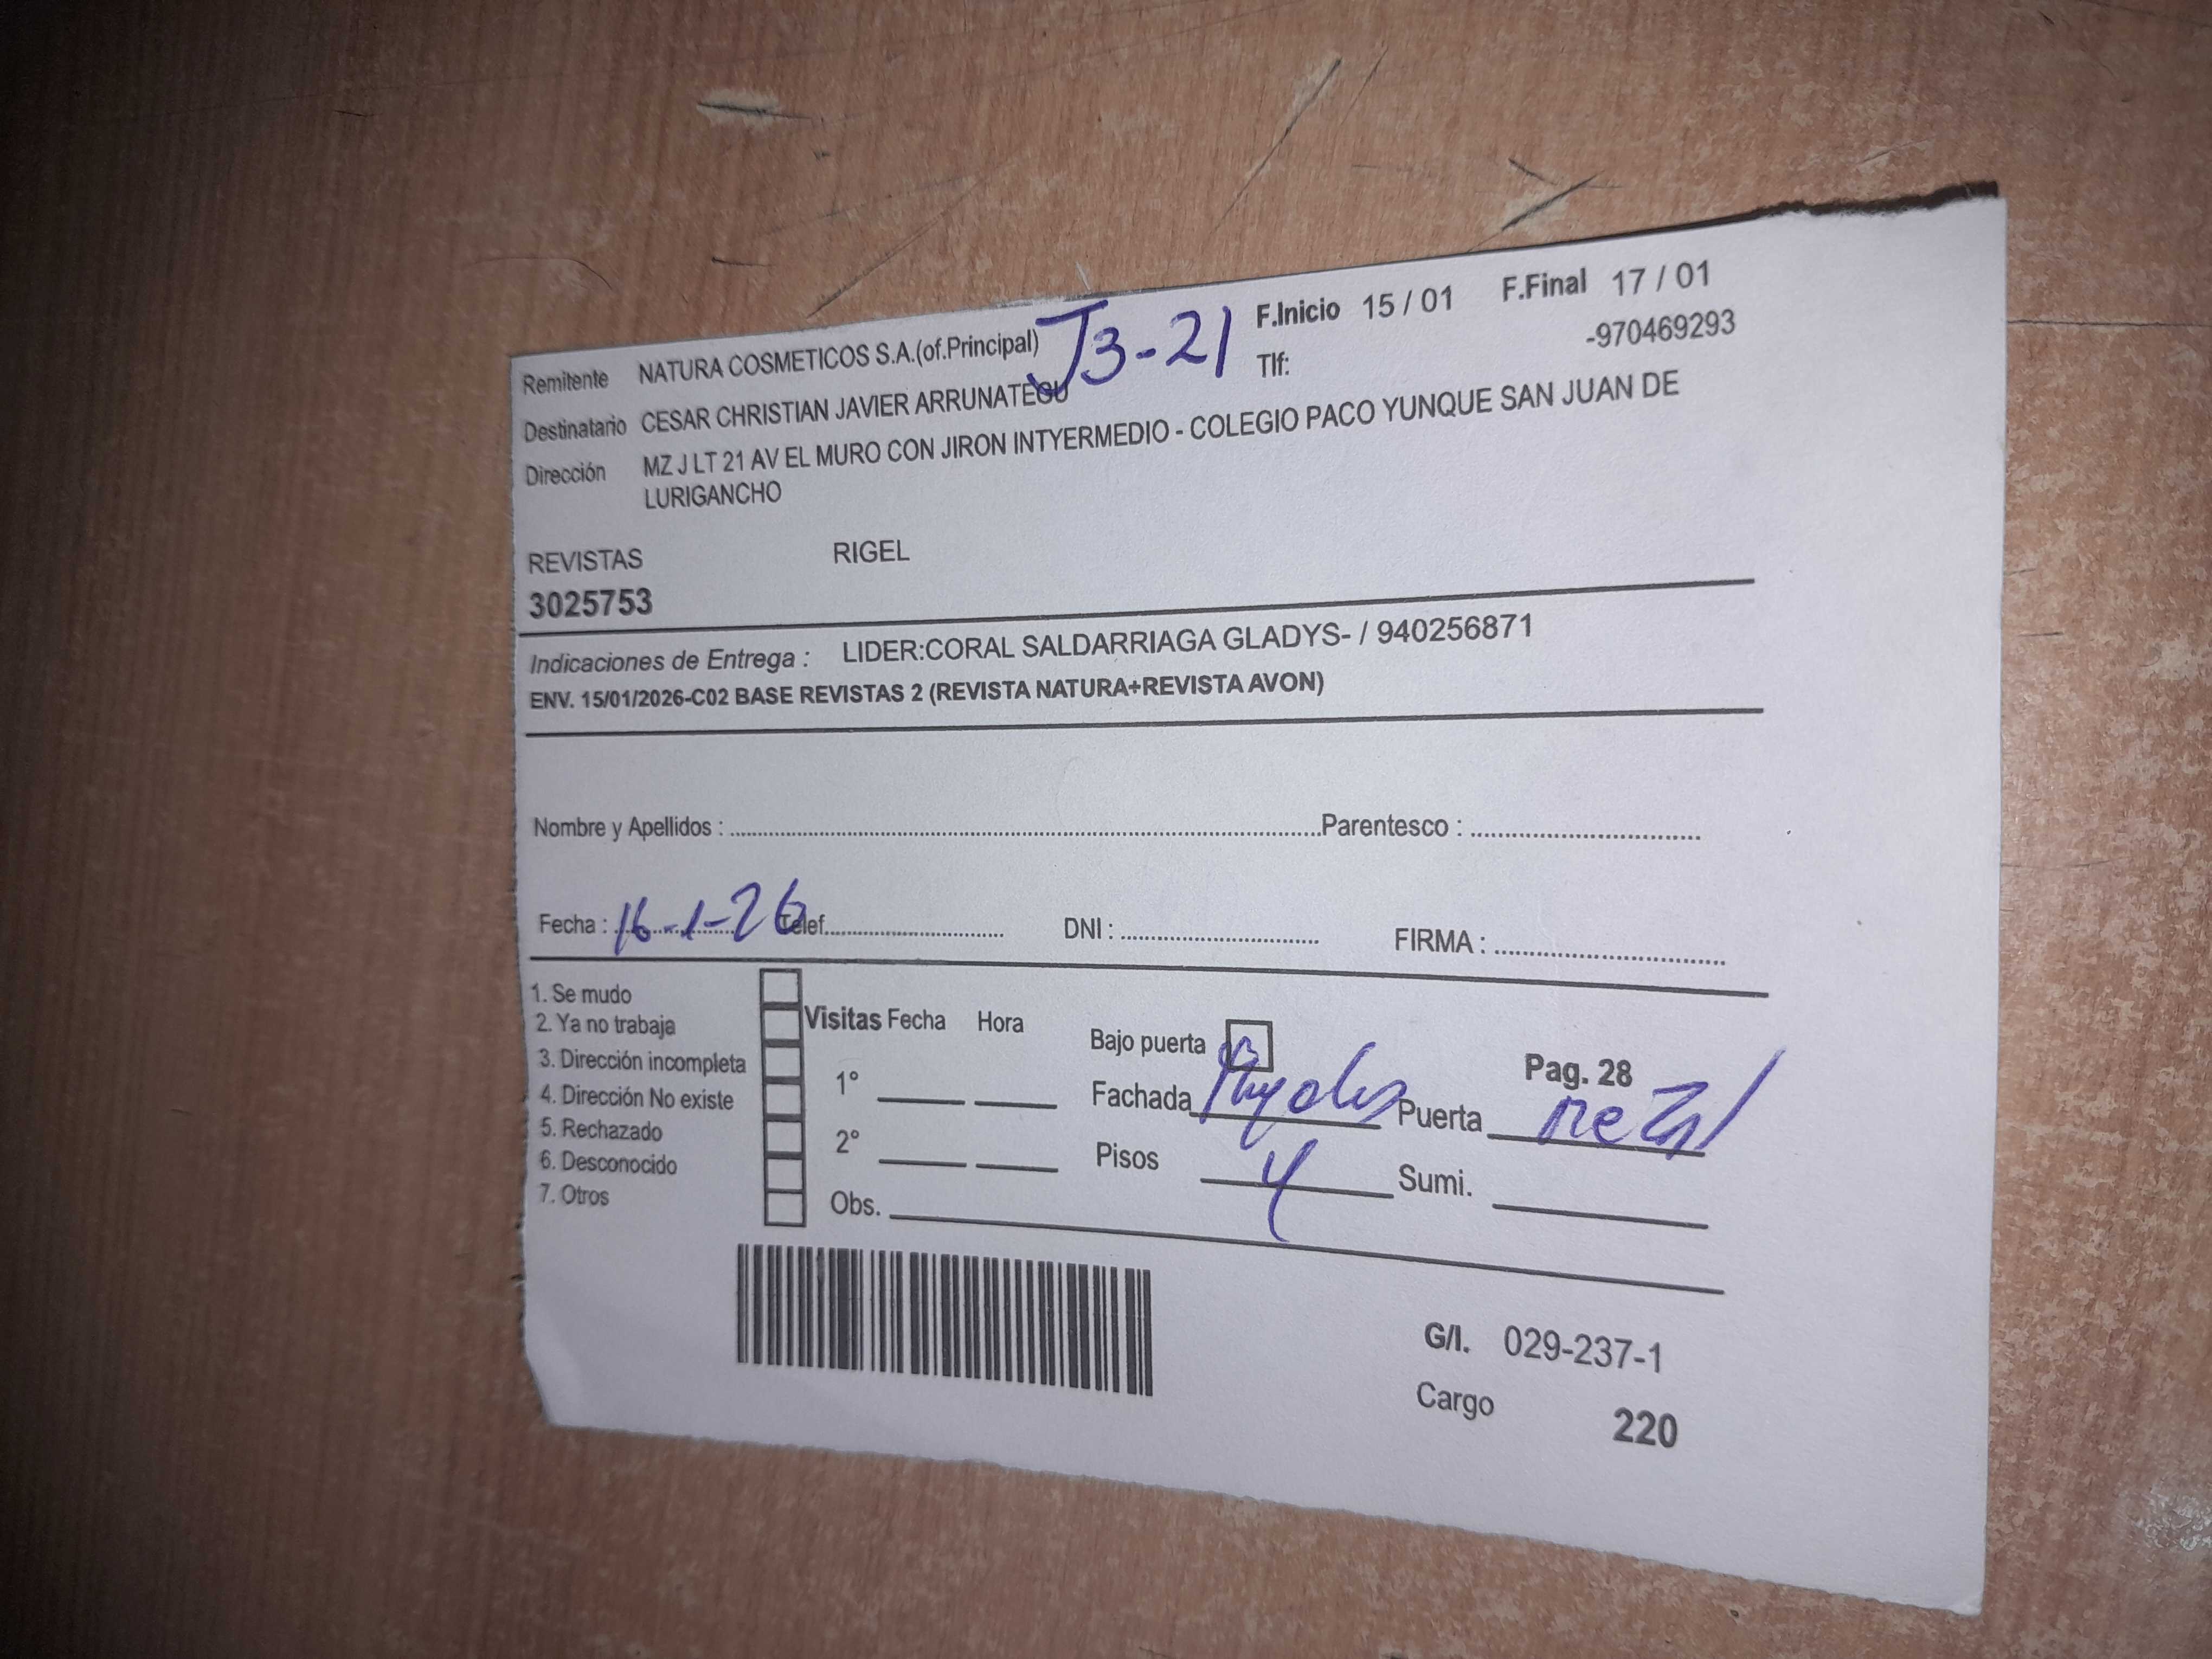 Remitente NATURA COSMETICOS S.A.(of.Principal) J3-21 F.Inicio 15 / 01 F.Final 17 / 01
Destinatario CESAR CHRISTIAN JAVIER ARRUNATEGU Tlf: -970469293
Dirección MZ J LT 21 AV EL MURO CON JIRON INTYERMEDIO - COLEGIO PACO YUNQUE SAN JUAN DE
LURIGANCHO
REVISTAS RIGEL
3025753
Indicaciones de Entrega : LIDER:CORAL SALDARRIAGA GLADYS- / 940256871
ENV. 15/01/2026-C02 BASE REVISTAS 2 (REVISTA NATURA+REVISTA AVON)
Nombre y Apellidos : Parentesco :
Fecha : 16-1-26 Telef. DNI : FIRMA :
1. Se mudo
2. Ya no trabaja
3. Dirección incompleta
4. Dirección No existe
5. Rechazado
6. Desconocido
7. Otros
Visitas Fecha Hora
1°
2°
Obs.
Bajo puerta
Pag. 28
Fachada Puerta
Pisos 4 Sumi.
G/I. 029-237-1
Cargo 220